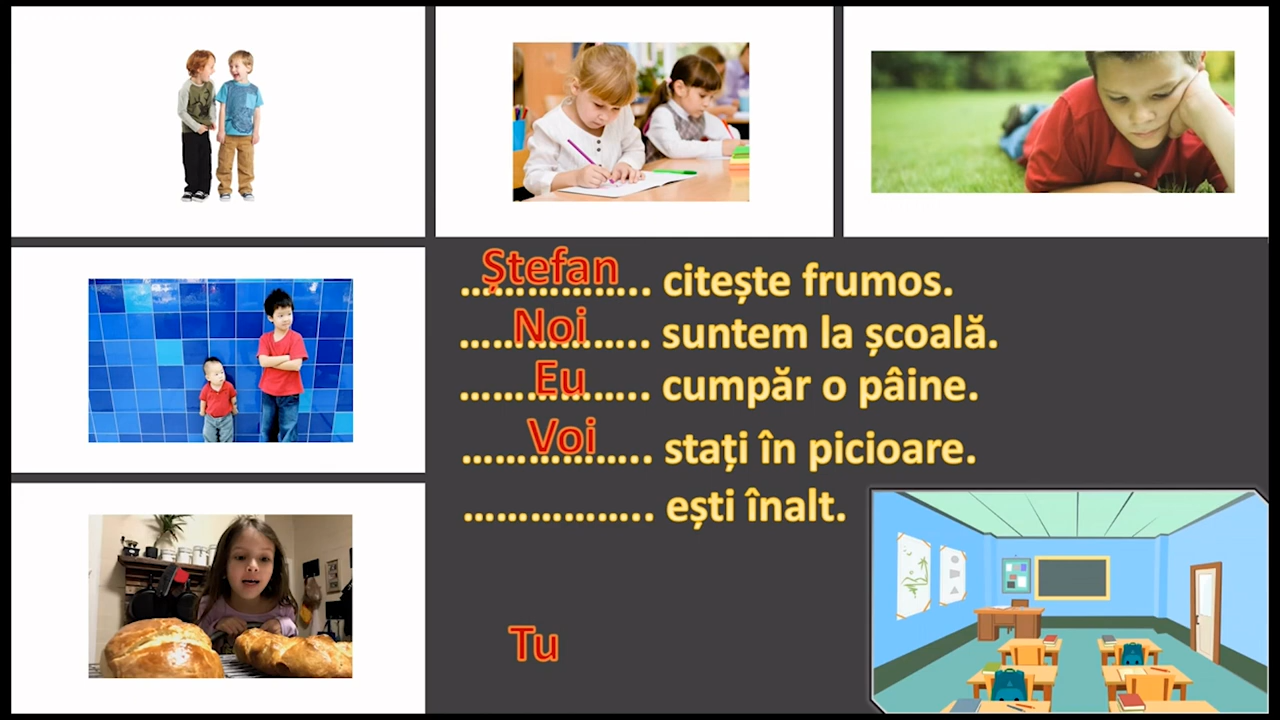 Ștefan
……………... citește frumos.
Noi
……………... suntem la școală.
Eu
……………... cumpăr o pâine.
Voi
……………... stați în picioare.
……………... ești înalt.
Tu